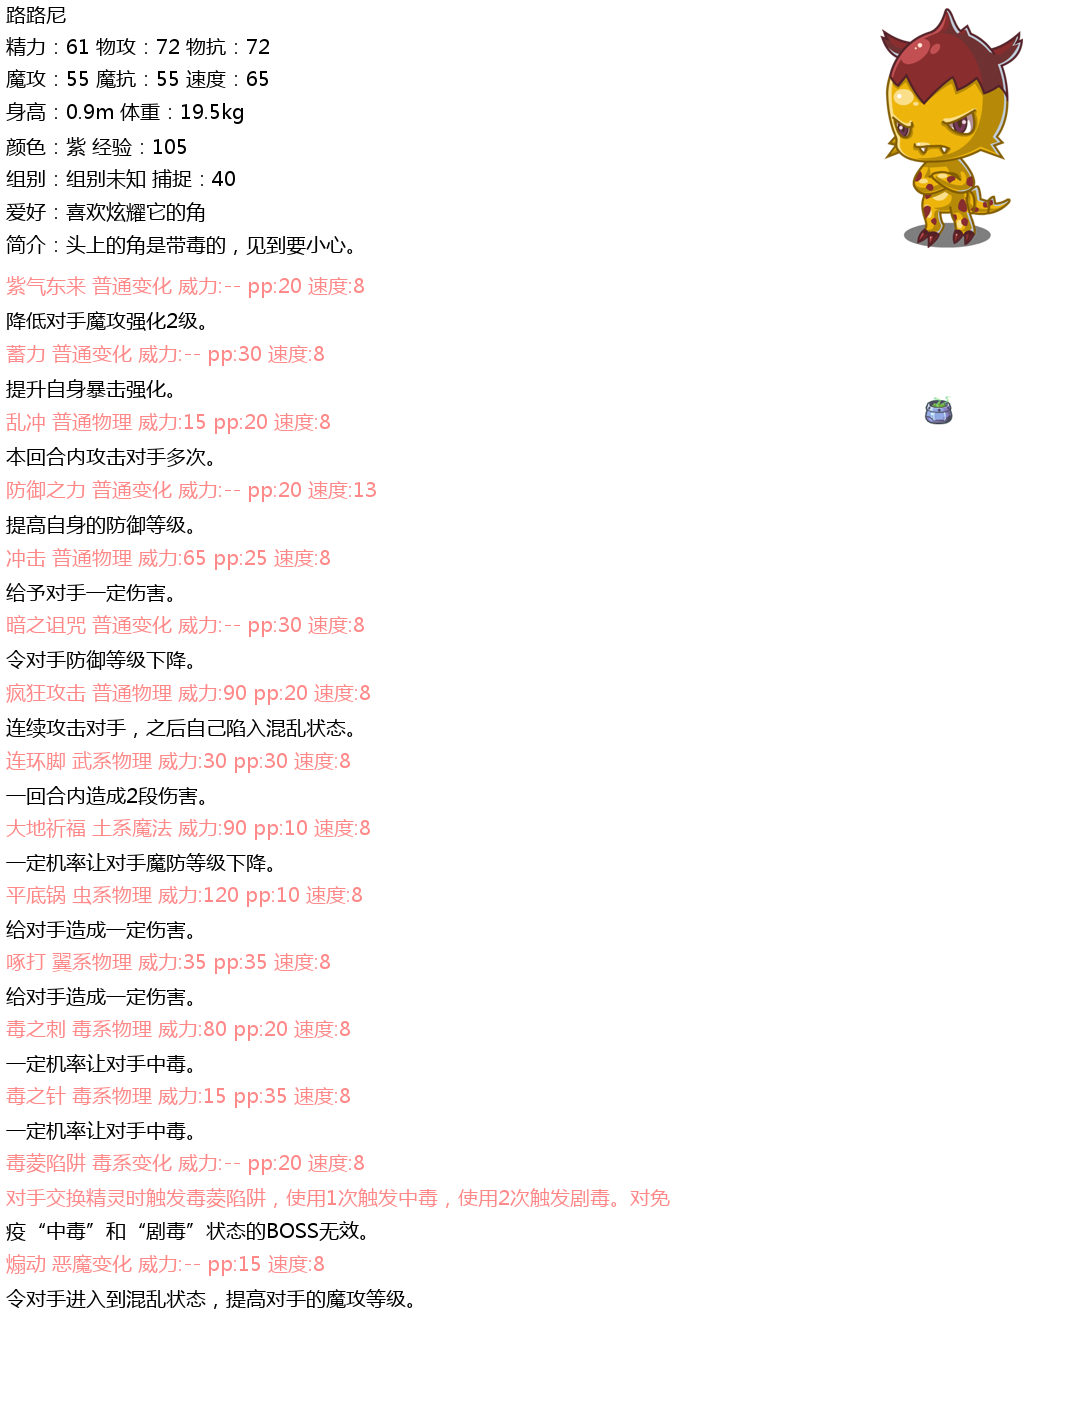 路路尼
精力：61 物攻：72 物抗：72
魔攻：55 魔抗：55 速度：65
身高：0.9m 体重：19.5kg
颜色：紫 经验：105
组别：组别未知 捕捉：40
爱好：喜欢炫耀它的角
简介：头上的角是带毒的，见到要小心。
紫气东来 普通变化 威力:-- pp:20 速度:8
降低对手魔攻强化2级。
蓄力 普通变化 威力:-- pp:30 速度:8
提升自身暴击强化。
乱冲 普通物理 威力:15 pp:20 速度:8
本回合内攻击对手多次。
防御之力 普通变化 威力:-- pp:20 速度:13
提高自身的防御等级。
冲击 普通物理 威力:65 pp:25 速度:8
给予对手一定伤害。
暗之诅咒 普通变化 威力:-- pp:30 速度:8
令对手防御等级下降。
疯狂攻击 普通物理 威力:90 pp:20 速度:8
连续攻击对手，之后自己陷入混乱状态。
连环脚 武系物理 威力:30 pp:30 速度:8
一回合内造成2段伤害。
大地祈福 土系魔法 威力:90 pp:10 速度:8
一定机率让对手魔防等级下降。
平底锅 虫系物理 威力:120 pp:10 速度:8
给对手造成一定伤害。
啄打 翼系物理 威力:35 pp:35 速度:8
给对手造成一定伤害。
毒之刺 毒系物理 威力:80 pp:20 速度:8
一定机率让对手中毒。
毒之针 毒系物理 威力:15 pp:35 速度:8
一定机率让对手中毒。
毒菱陷阱 毒系变化 威力:-- pp:20 速度:8
对手交换精灵时触发毒菱陷阱，使用1次触发中毒，使用2次触发剧毒。对免
疫“中毒”和“剧毒”状态的BOSS无效。
煽动 恶魔变化 威力:-- pp:15 速度:8
令对手进入到混乱状态，提高对手的魔攻等级。